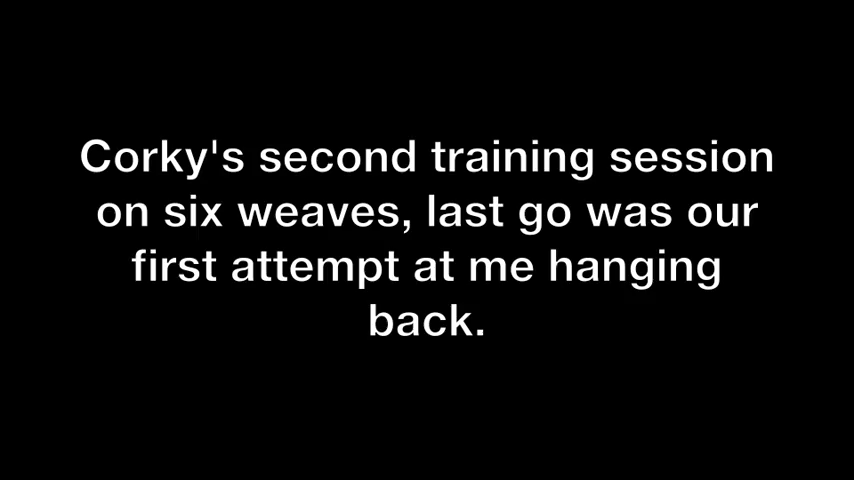 Corky's second training session
on six weaves, last go was our
first attempt at me hanging
back.